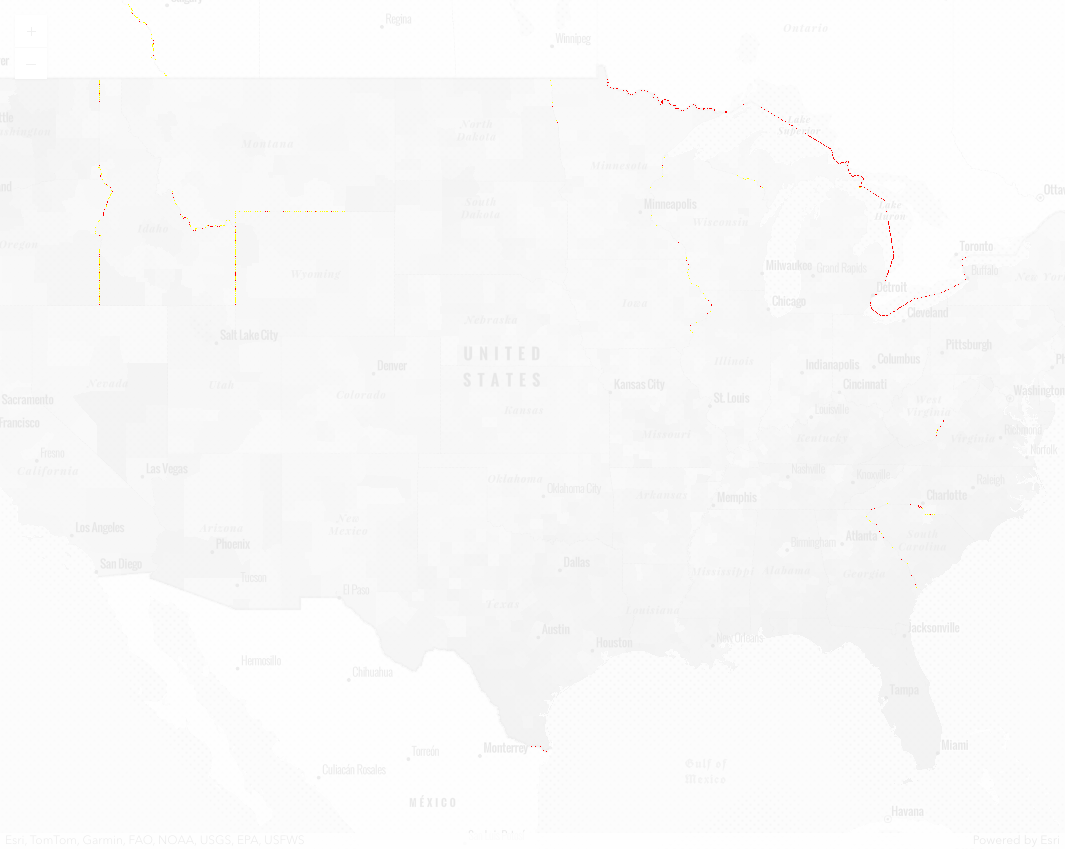 +
Regina
Winnipeg
Ontario
Lake
Superior
North
Dakota
Montana
Minnesota
Ottaw
South
Dakota
Minneapolis
Wisconsin
Lake
Huron
Idaho
Oregon
Toronto
Wyoming
Milwaukee
Grand Rapids
Buffalo
New York
Detroit
Iowa
Chicago
Cleveland
Nebraska
Salt Lake City
UNITED
STATES
Denver
Illinois
Indianapolis
Columbus
Pittsburgh
Nevada
Utah
Colorado
Kansas City
Cincinnati
Washington
Sacramento
Kansas
St. Louis
West
Virginia
Francisco
Louisville
Missouri
Kentucky
Virginia
Richmond
Fresno
California
Las Vegas
Norfolk
Oklahoma
Nashville
Knoxville
Raleigh
Oklahoma City
Arkansas
Memphis
Charlotte
Los Angeles
Arizona
New
Mexico
Atlanta
South
Carolina
Phoenix
Birmingham
San Diego
Dallas
Mississippi
Alabama
Georgia
Tucson
El Paso
Texas
Louisiana
Austin
Houston
New Orleans
Jacksonville
Hermosillo
Chihuahua
Tampa
Monterrey
Torreón
Miami
Culiacán Rosales
Gulf of
Mexico
MÉXICO
Havana
Esri, TomTom, Garmin, FAO, NOAA, USGS, EPA, USFWS
Powered by Esri